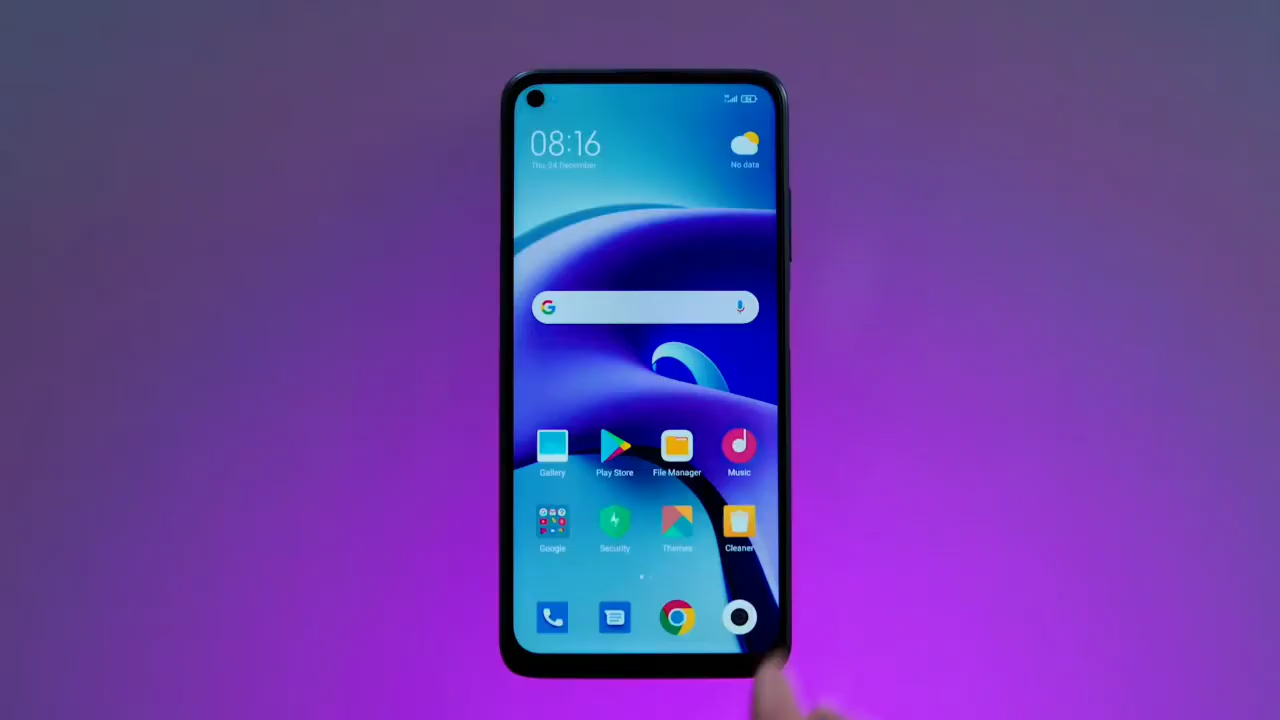 08:16
Thu, 24 December
No data
Gallery Play Store File Manager Music
Google Security Themes Cleaner